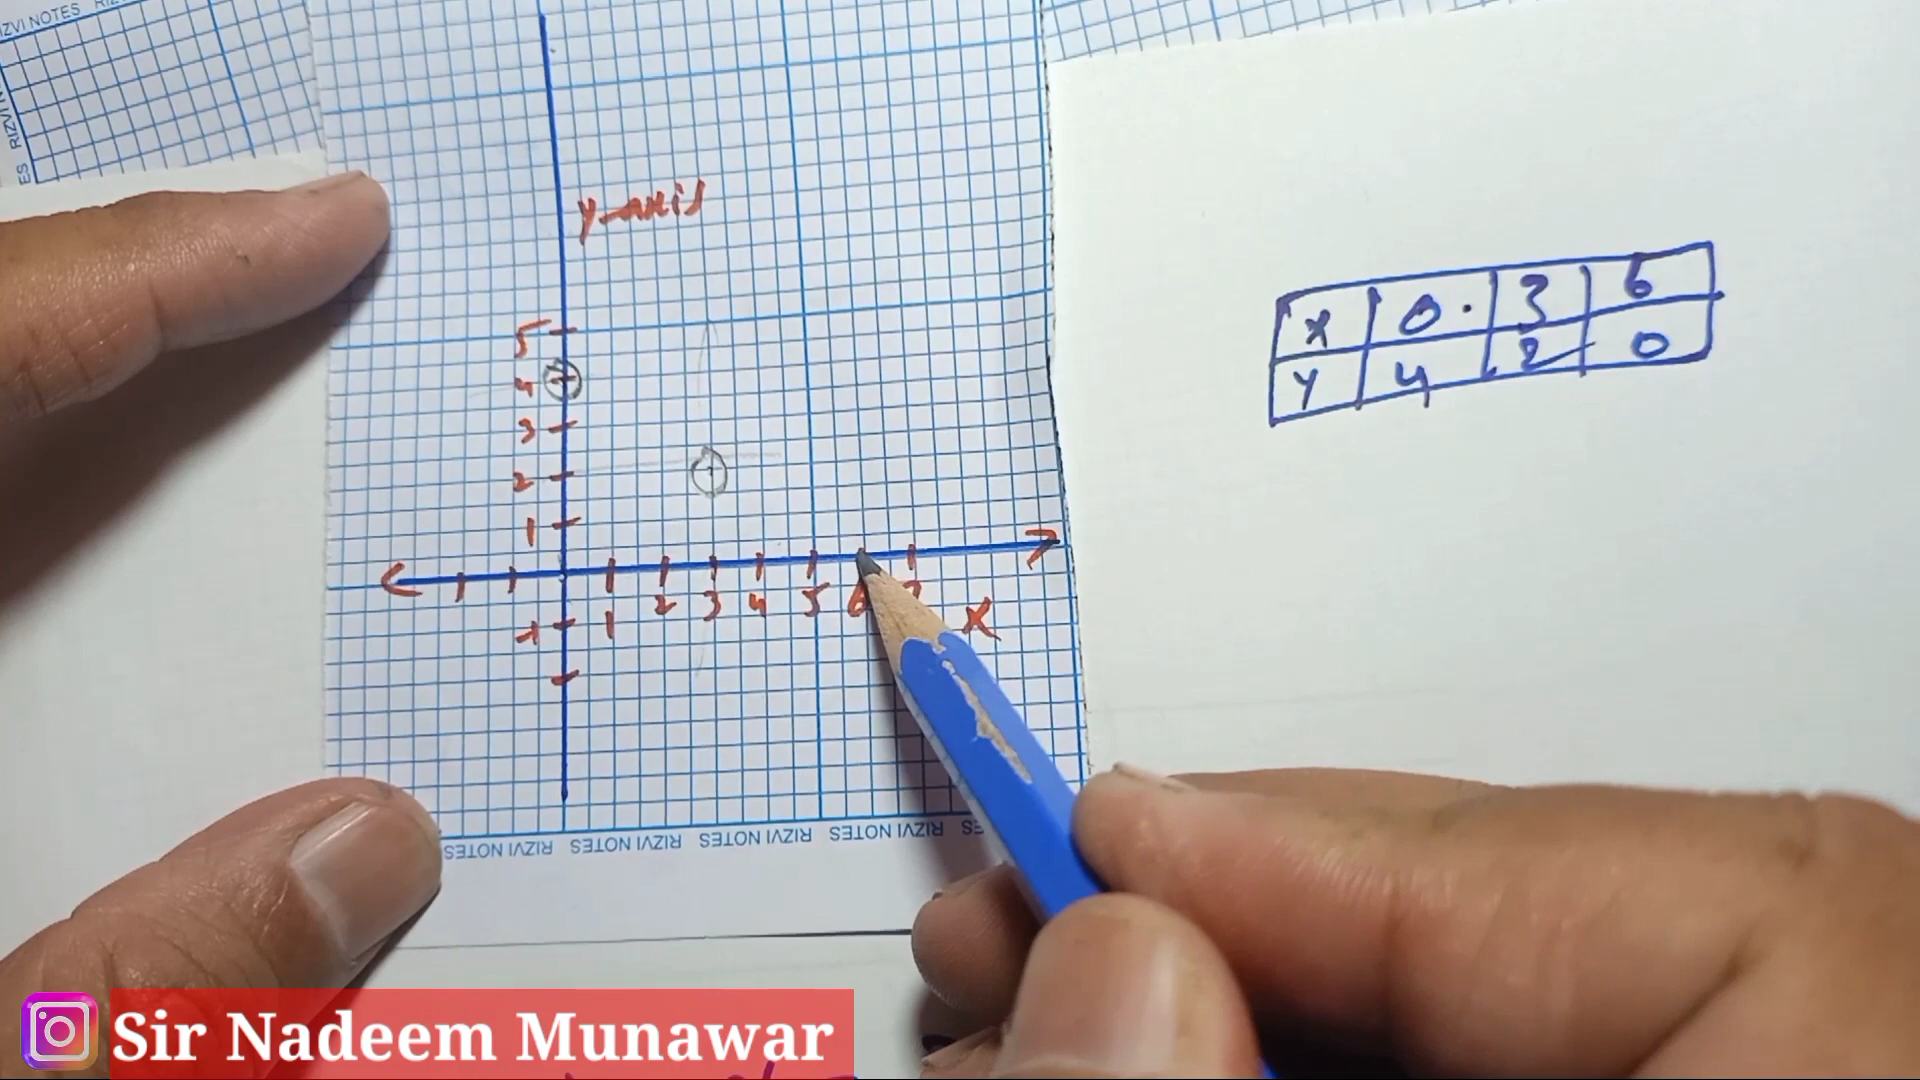 IZVI NOTES
y-axis
5
4
3
2
1
1 2 3 4 5 6 7
X
-1
X 0 . 3 6
Y 4 2 0
RIZVI NOTES RIZVI NOTES RIZVI NOTES RIZVI NOTES
Sir Nadeem Munawar